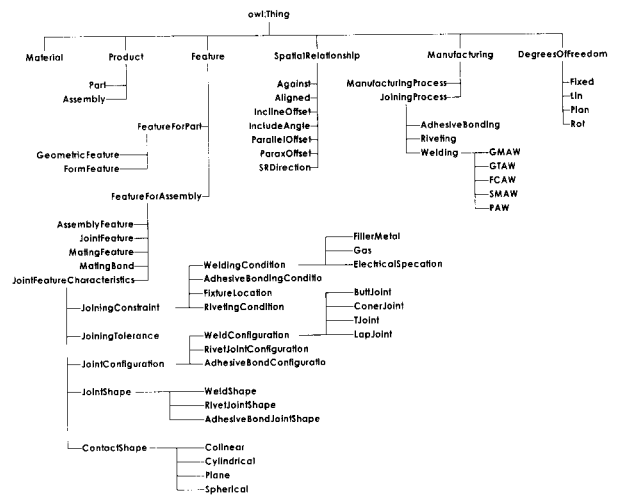 owl:Thing
Material Product Feature SpatialRelationship Manufacturing DegreesOfFreedom
Part
Assembly
FeatureForPart
GeometricFeature
FormFeature
FeatureForAssembly
AssemblyFeature
JointFeature
MatingFeature
MatingBond
JointFeatureCharacteristics
Against
Aligned
InclineOffset
IncludeAngle
ParallelOffset
ParaxOffset
SRDirection
ManufacturingProcess
JoiningProcess
AdhesiveBonding
Riveting
Welding
GMAW
GTAW
FCAW
SMAW
PAW
Fixed
Lin
Plan
Rot
JoiningConstraint
WeldingCondition
AdhesiveBondingConditio
FixtureLocation
RivetingCondition
FillerMetal
Gas
ElectricalSpecation
JoiningTolerance
JointConfiguration
WeldConfiguration
RivetJointConfiguration
AdhesiveBondConfiguratio
ButtJoint
ConerJoint
TJoint
LapJoint
JointShape
WeldShape
RivetJointShape
AdhesiveBondJointShape
ContactShape
Colinear
Cylindrical
Plane
Spherical